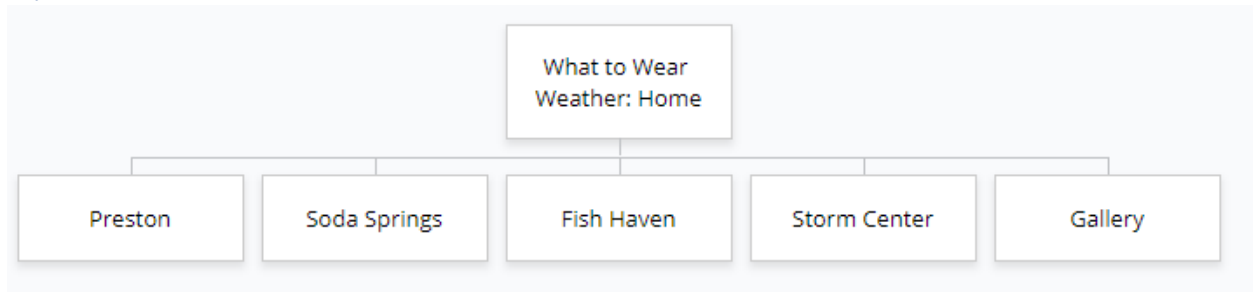 What to Wear
Weather: Home
Preston
Soda Springs
Fish Haven
Storm Center
Gallery